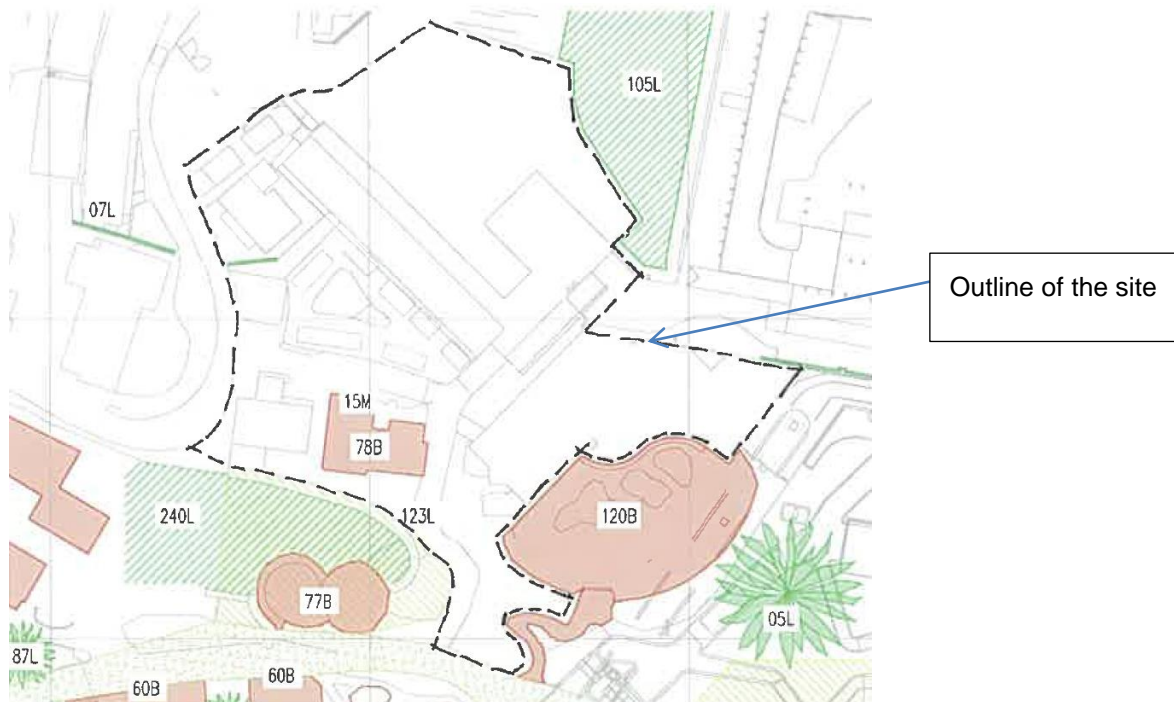 105L
07L
Outline of the site
15M
78B
240L
123L
120B
77B
05L
87L
60B
60B